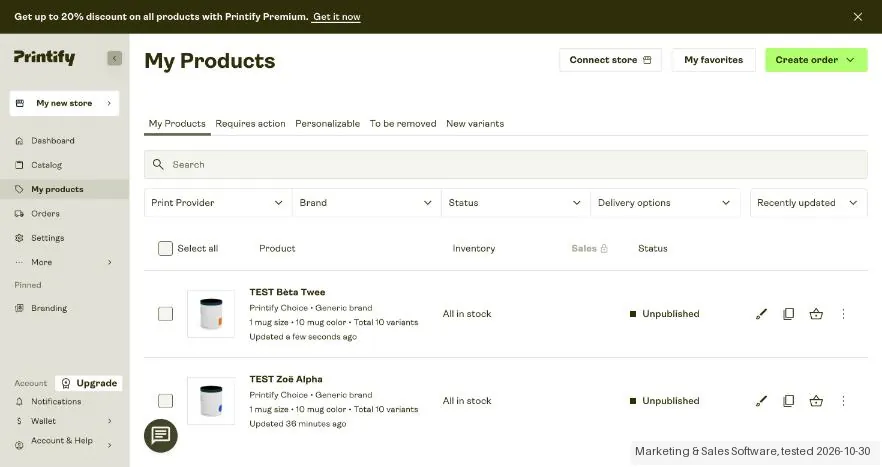 Get up to 20% discount on all products with Printify Premium. Get it now
Printify
My new store
Dashboard
Catalog
My products
Orders
Settings
More
Pinned
Branding
Account
Upgrade
Notifications
Wallet
Account & Help
My Products
Connect store
My favorites
Create order
My Products
Requires action
Personalizable
To be removed
New variants
Search
Print Provider
Brand
Status
Delivery options
Recently updated
Select all
Product
Inventory
Sales
Status
TEST Bèta Twee
Printify Choice • Generic brand
1 mug size • 10 mug color • Total 10 variants
Updated a few seconds ago
All in stock
Unpublished
TEST Zoë Alpha
Printify Choice • Generic brand
1 mug size • 10 mug color • Total 10 variants
Updated 36 minutes ago
All in stock
Unpublished
Marketing & Sales Software, tested 2026-10-30